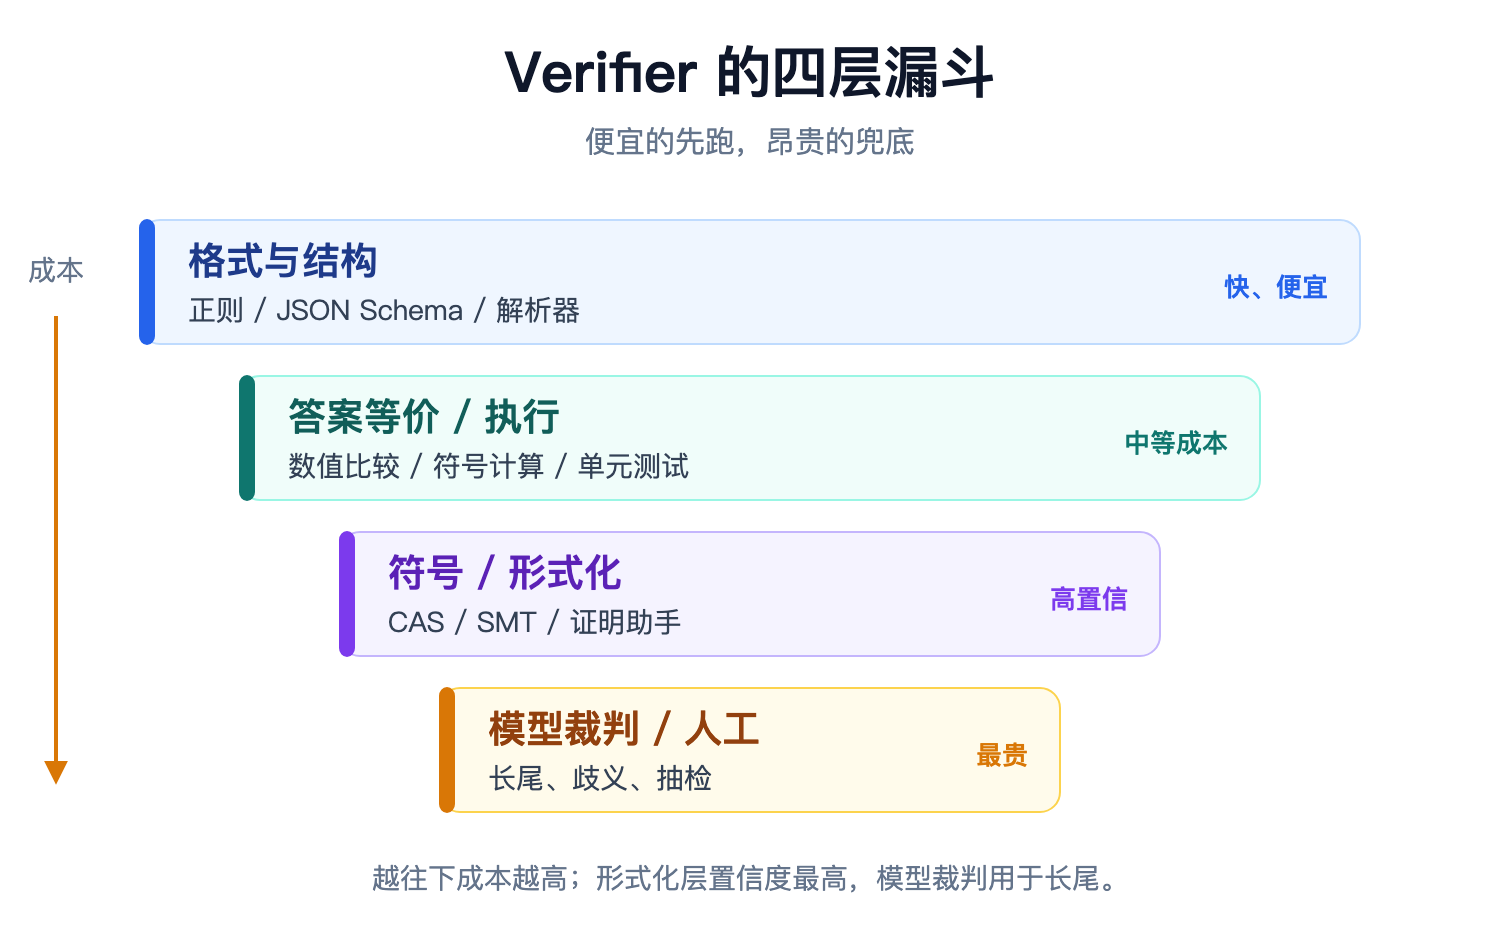 Verifier 的四层漏斗
便宜的先跑，昂贵的兜底
成本
格式与结构
正则 / JSON Schema / 解析器
快、便宜
答案等价 / 执行
数值比较 / 符号计算 / 单元测试
中等成本
符号 / 形式化
CAS / SMT / 证明助手
高置信
模型裁判 / 人工
长尾、歧义、抽检
最贵
越往下成本越高；形式化层置信度最高，模型裁判用于长尾。